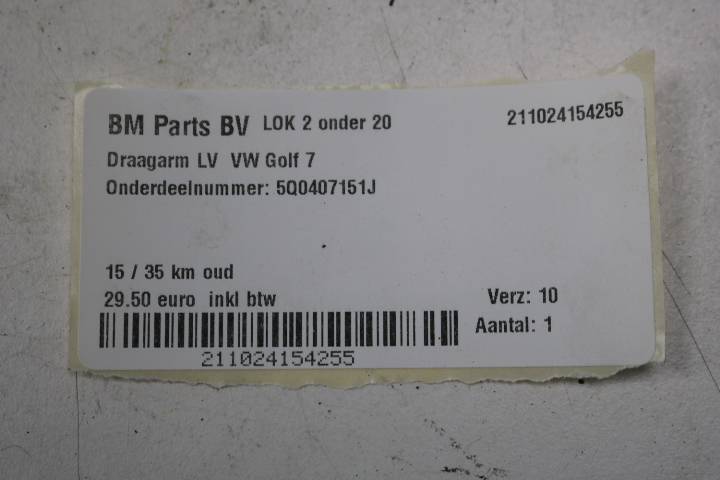 BM Parts BV LOK 2 onder 20 211024154255
Draagarm LV VW Golf 7
Onderdeelnummer: 5Q0407151J
15 / 35 km oud
29.50 euro inkl btw Verz: 10
Aantal: 1
211024154255